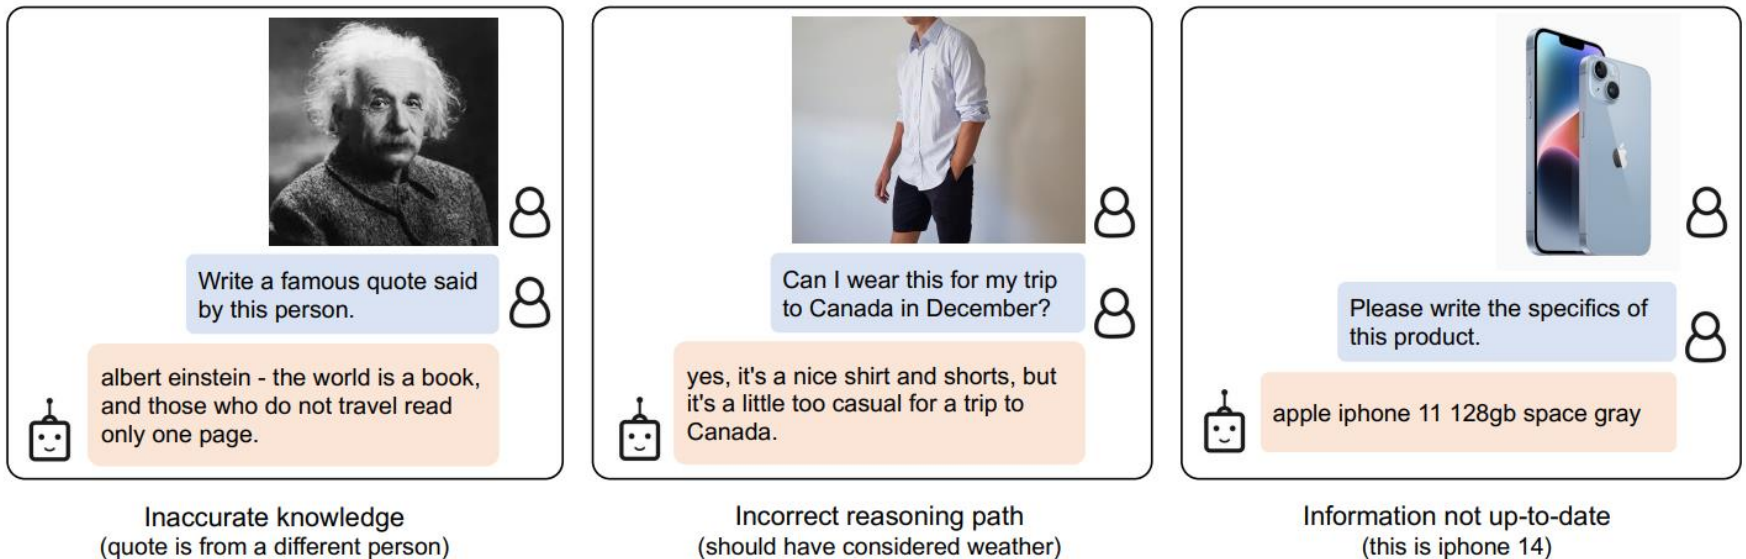 Write a famous quote said
by this person.
albert einstein - the world is a book,
and those who do not travel read
only one page.
Inaccurate knowledge
(quote is from a different person)
Can I wear this for my trip
to Canada in December?
yes, it's a nice shirt and shorts, but
it's a little too casual for a trip to
Canada.
Incorrect reasoning path
(should have considered weather)
Please write the specifics of
this product.
apple iphone 11 128gb space gray
Information not up-to-date
(this is iphone 14)